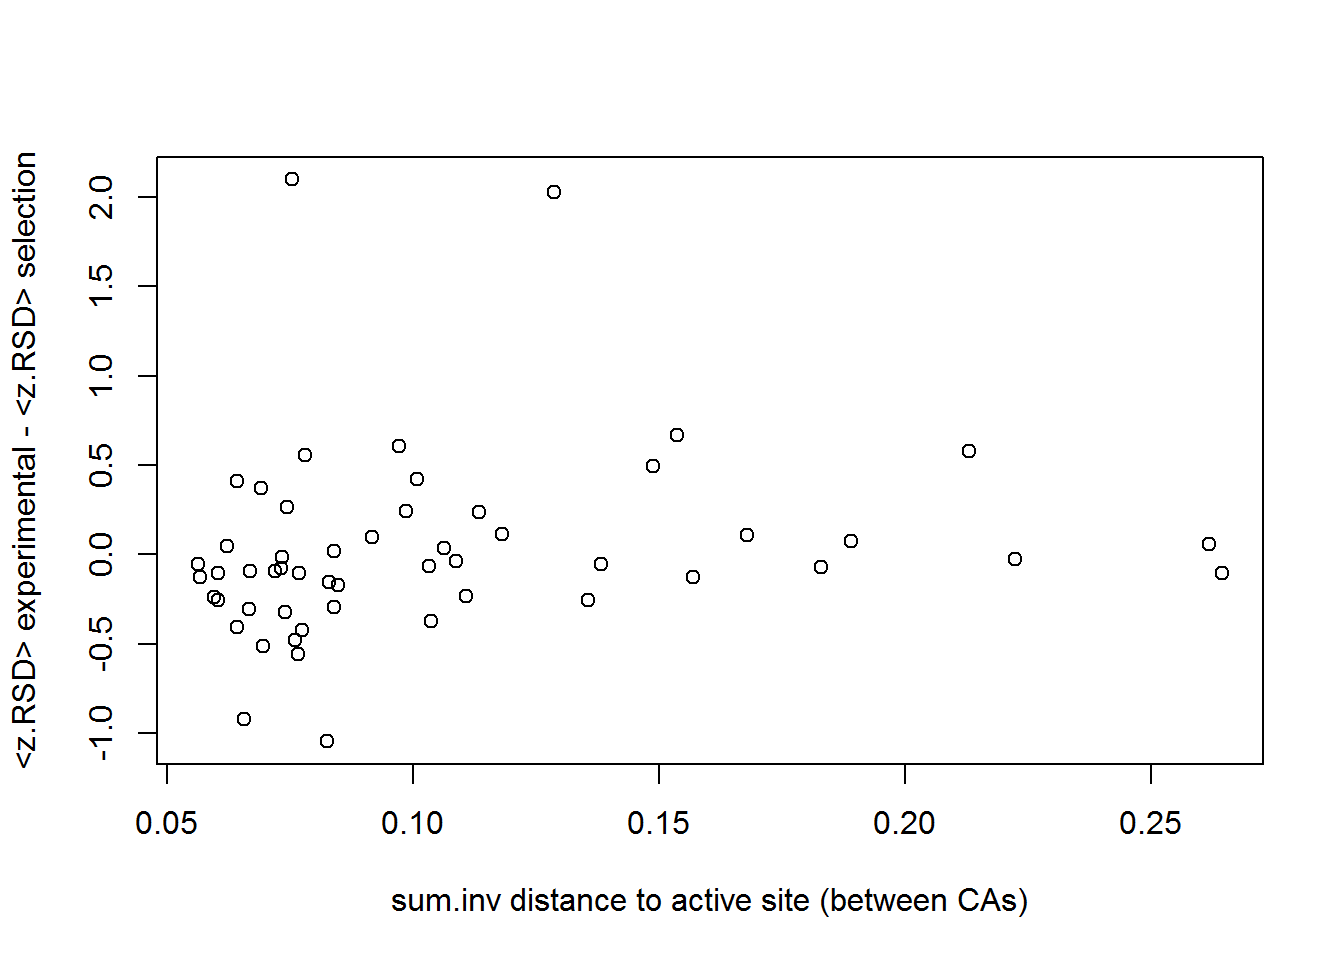 <z.RSD> experimental - <z.RSD> selection
2.0
1.5
1.0
0.5
0.0
-0.5
-1.0
0.05 0.10 0.15 0.20 0.25
sum.inv distance to active site (between CAs)